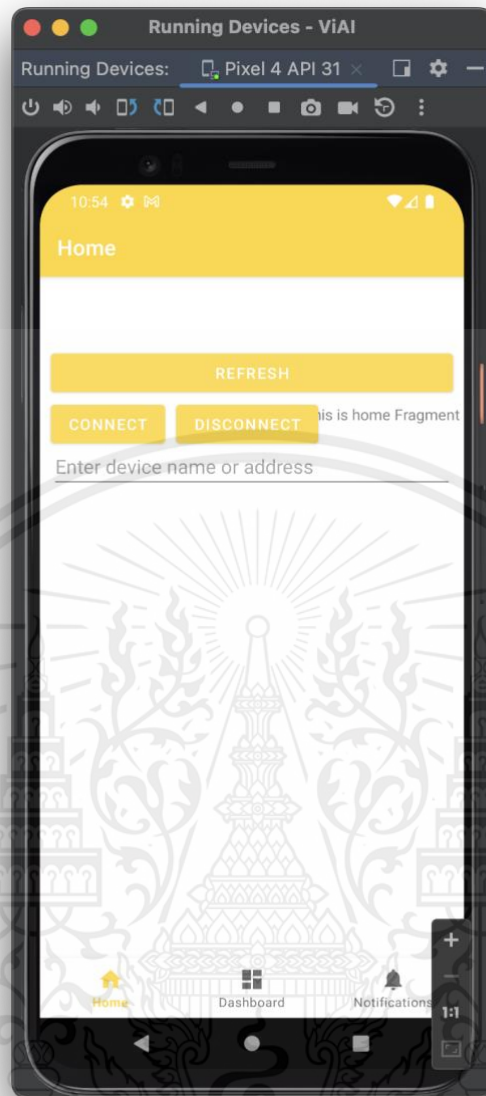 Running Devices - ViAI
Running Devices: Pixel 4 API 31
10:54
Home
REFRESH
CONNECT DISCONNECT his is home Fragment
Enter device name or address
Home Dashboard Notifications
1:1